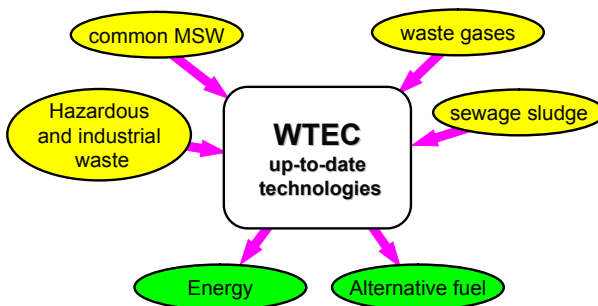 common MSW
waste gases
Hazardous
and industrial
waste
sewage sludge
WTEC
up-to-date
technologies
Energy
Alternative fuel